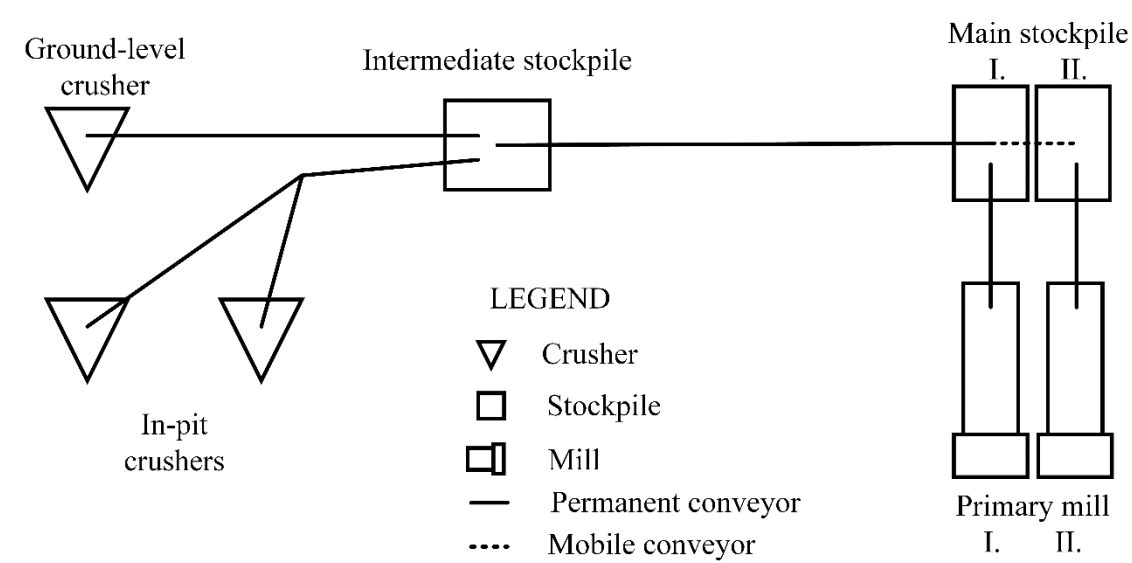 Ground-level
crusher
Intermediate stockpile
Main stockpile
I. II.
In-pit
crushers
LEGEND
Crusher
Stockpile
Mill
Permanent conveyor
Mobile conveyor
Primary mill
I. II.